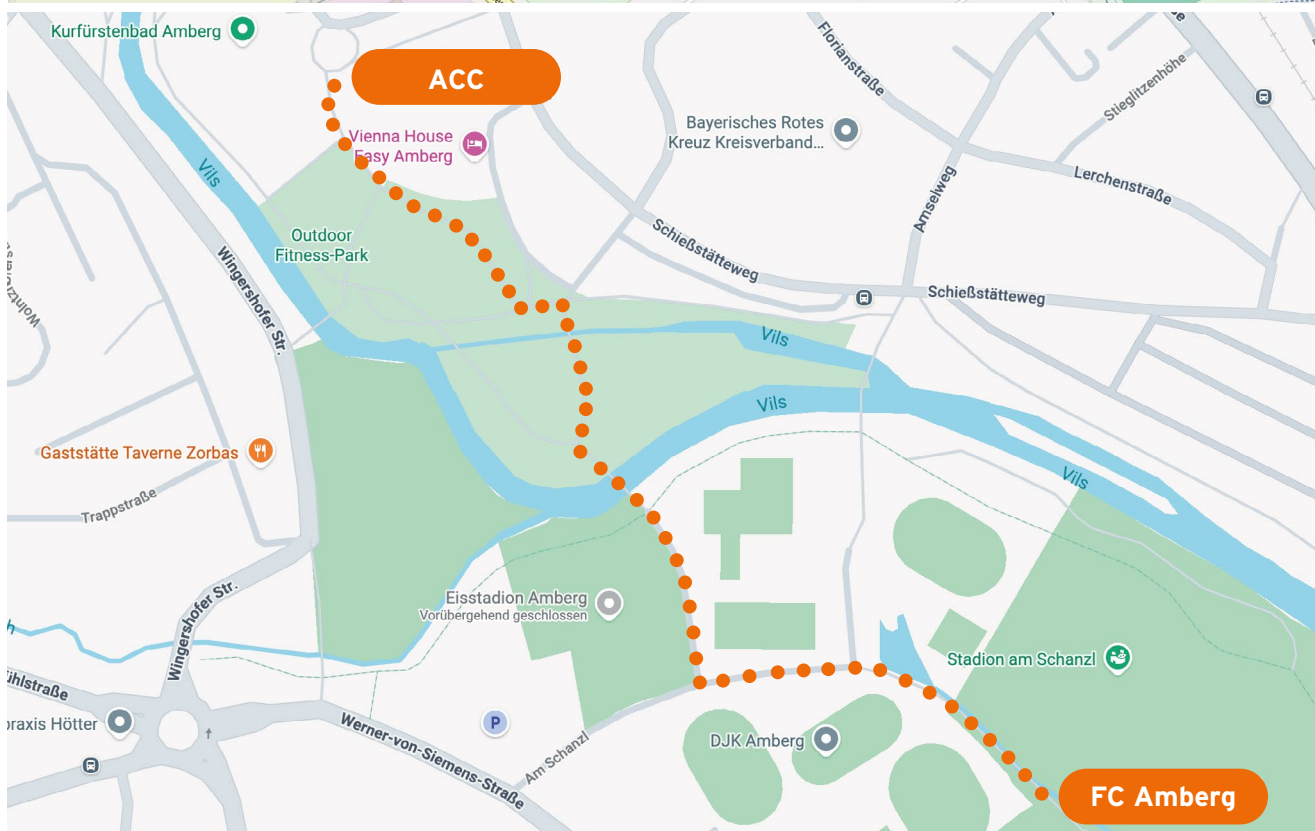 Kurfürstenbad Amberg
ACC
Florianstraße
Stieglitzenhöhe
Vienna House
Easy Amberg
Bayerisches Rotes
Kreuz Kreisverband...
Vils
Lerchenstraße
Amselweg
Outdoor
Fitness-Park
Schießstätteweg
Wingershofer Str.
Schießstätteweg
Vils
Vils
Gaststätte Taverne Zorbas
Vils
Trappstraße
Eisstadion Amberg
Vorübergehend geschlossen
Wingershofer Str.
Stadion am Schanzl
praxis Hötter
P
Werner-von-Siemens-Straße
Am Schanzl
DJK Amberg
FC Amberg